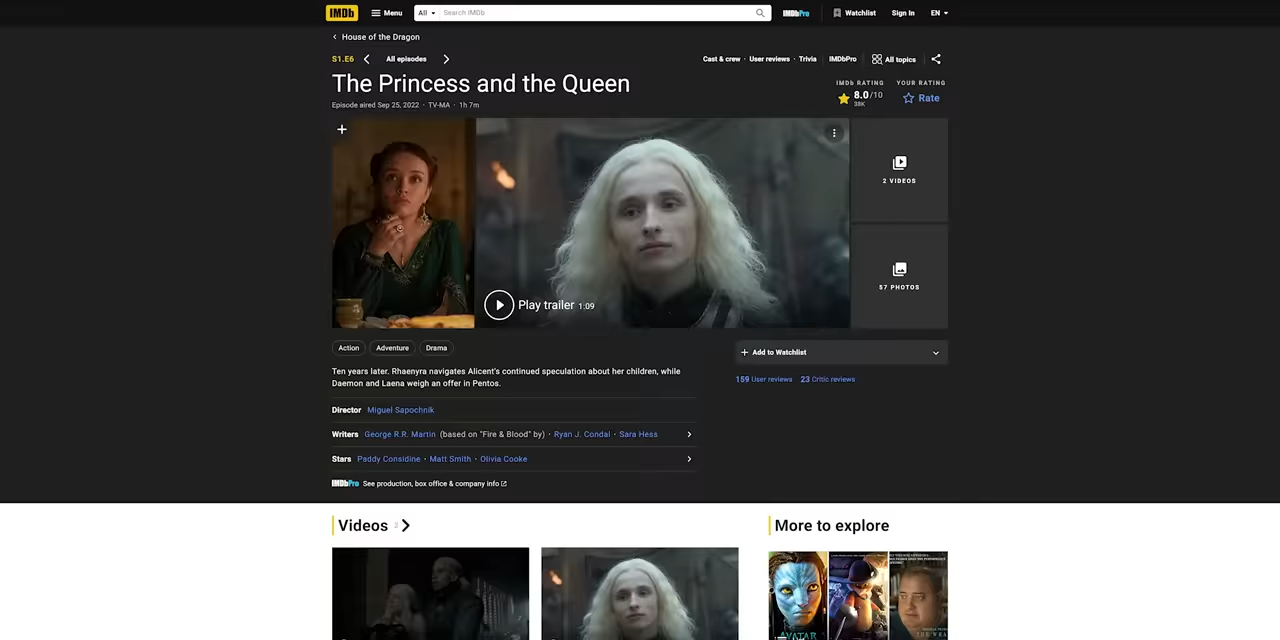 IMDb Menu All Search IMDb IMDbPro Watchlist Sign In EN
House of the Dragon
S1.E6 All episodes Cast & crew · User reviews · Trivia IMDbPro All topics
The Princess and the Queen
Episode aired Sep 25, 2022 · TV-MA · 1h 7m
IMDb RATING YOUR RATING
8.0/10 Rate
38K
2 VIDEOS
57 PHOTOS
Play trailer 1:09
Action Adventure Drama
Add to Watchlist
Ten years later. Rhaenyra navigates Alicent's continued speculation about her children, while
Daemon and Laena weigh an offer in Pentos.
159 User reviews 23 Critic reviews
Director Miguel Sapochnik
Writers George R.R. Martin (based on "Fire & Blood" by) · Ryan J. Condal · Sara Hess
Stars Paddy Considine · Matt Smith · Olivia Cooke
IMDbPro See production, box office & company info
Videos
More to explore
AVATAR